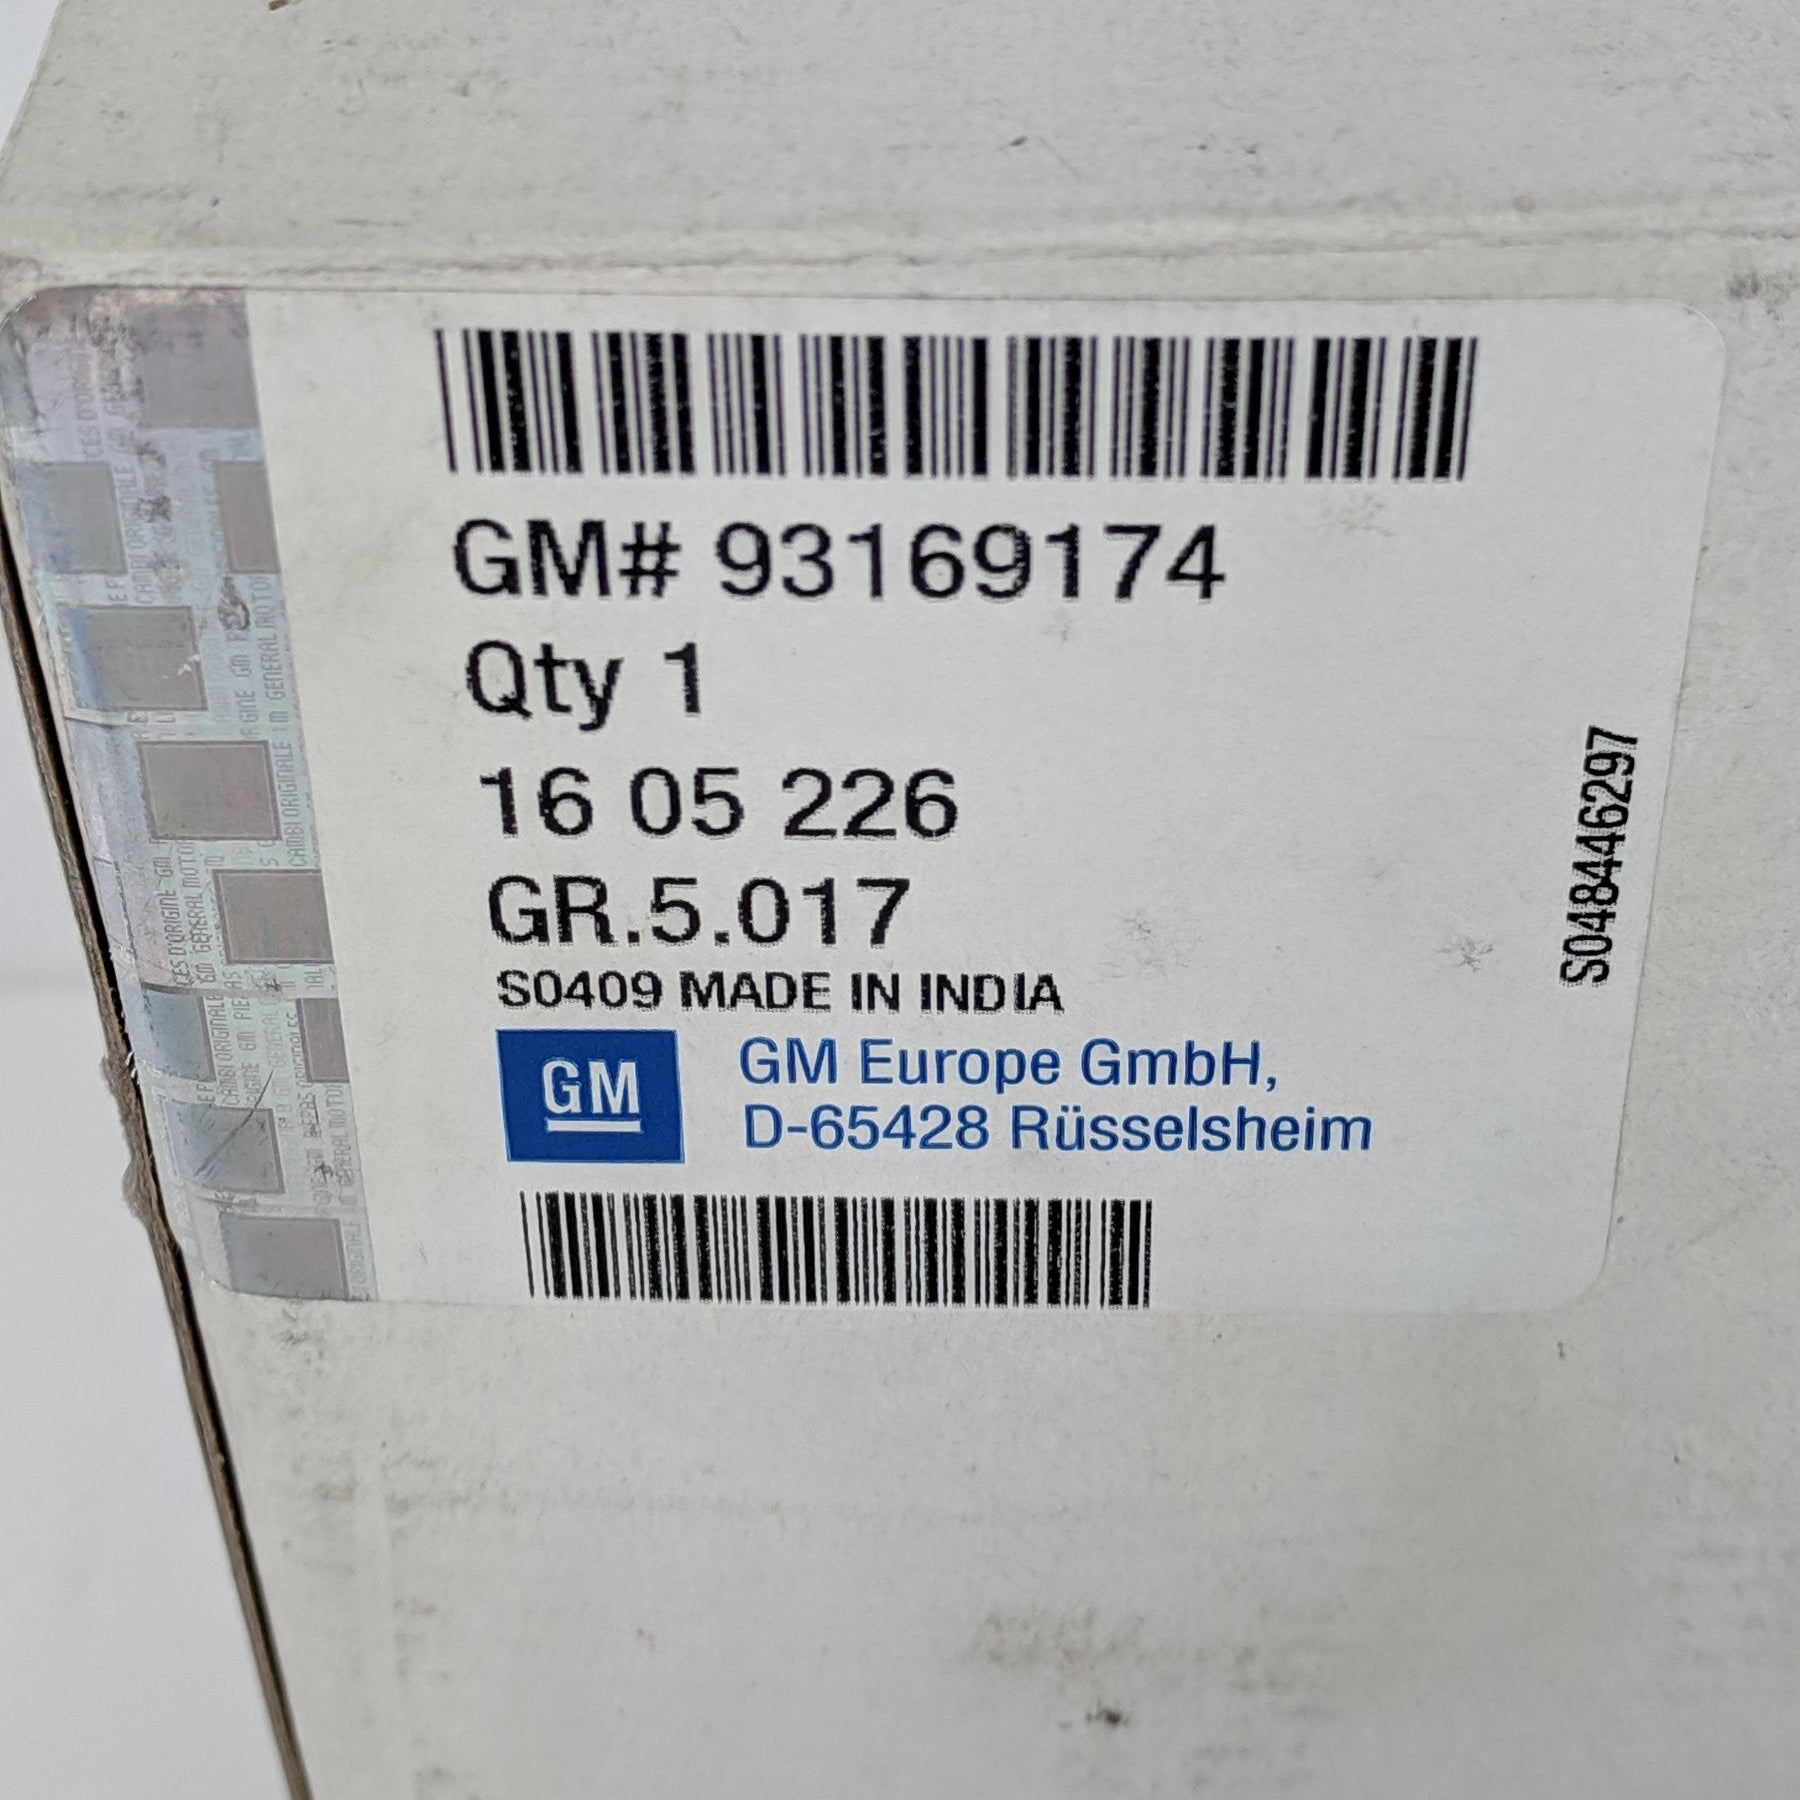 GM# 93169174
Qty 1
16 05 226
GR.5.017
S0409 MADE IN INDIA
GM
GM Europe GmbH,
D-65428 Rüsselsheim
S048446297